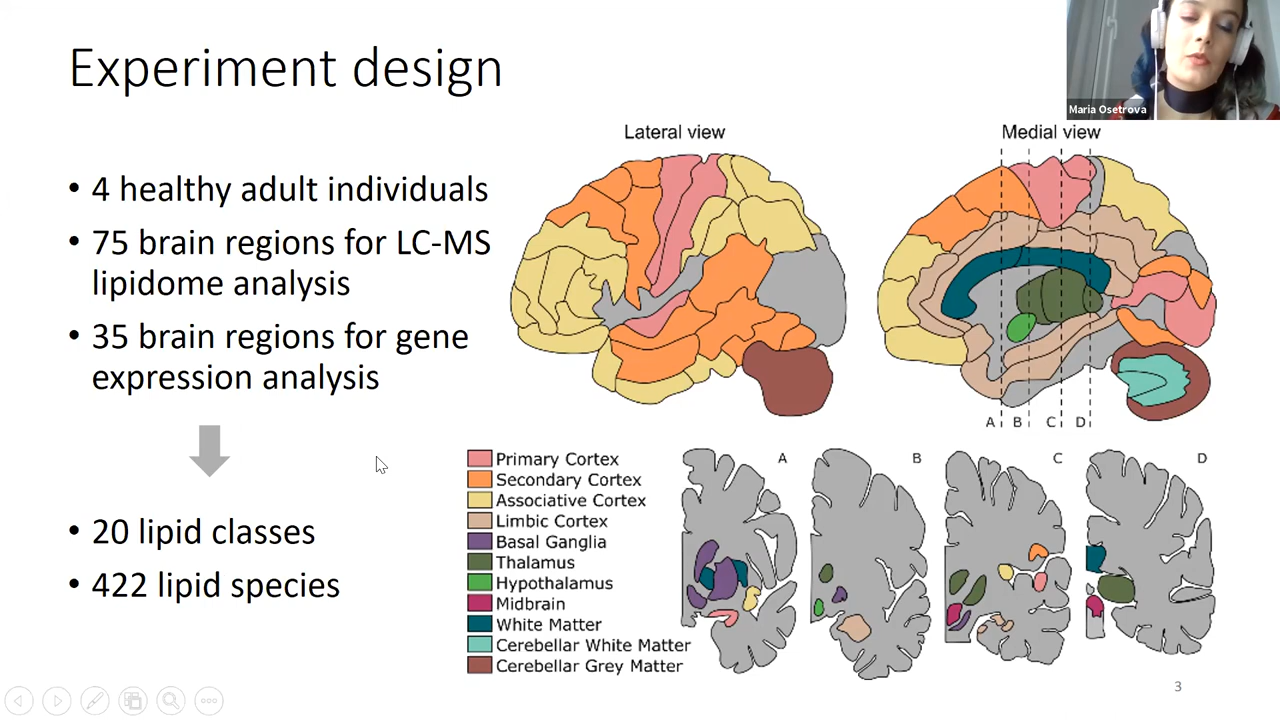 Experiment design
Maria Osetrova
• 4 healthy adult individuals
• 75 brain regions for LC-MS
lipidome analysis
• 35 brain regions for gene
expression analysis
• 20 lipid classes
• 422 lipid species
Lateral view
Medial view
A B C D
Primary Cortex
Secondary Cortex
Associative Cortex
Limbic Cortex
Basal Ganglia
Thalamus
Hypothalamus
Midbrain
White Matter
Cerebellar White Matter
Cerebellar Grey Matter
A
B
C
D
3